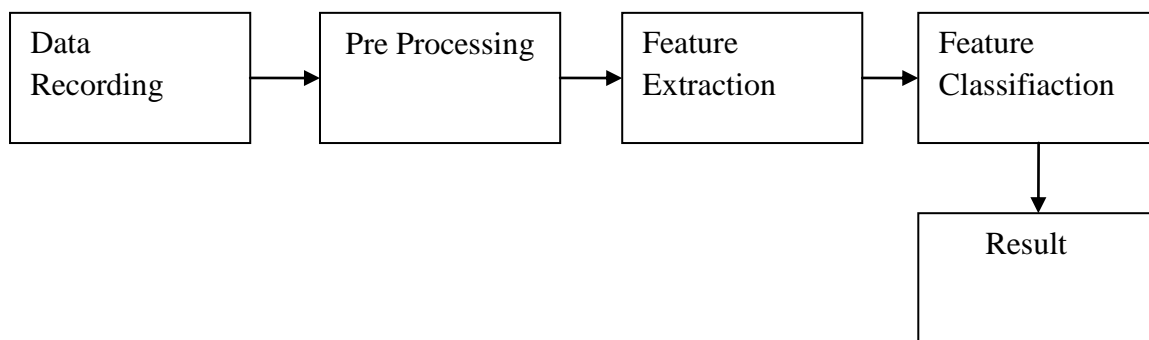 Data
Recording
Pre Processing
Feature
Extraction
Feature
Classifiaction
Result